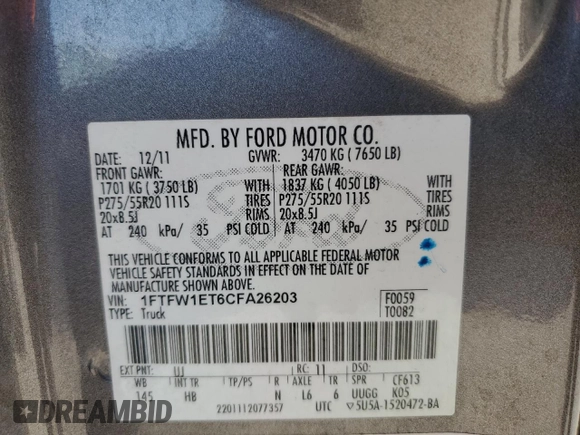 MFD. BY FORD MOTOR CO.
DATE: 12/11 GVWR: 3470 KG ( 7650 LB)
FRONT GAWR: REAR GAWR:
1701 KG ( 3750 LB) WITH 1837 KG ( 4050 LB) WITH
P275/55R20 111S TIRES P275/55R20 111S TIRES
20x8.5J RIMS 20x8.5J RIMS
AT 240 kPa/ 35 PSI COLD AT 240 kPa/ 35 PSI COLD
THIS VEHICLE CONFORMS TO ALL APPLICABLE FEDERAL MOTOR
VEHICLE SAFETY STANDARDS IN EFFECT ON THE DATE OF
MANUFACTURE SHOWN ABOVE.
VIN: 1FTFW1ET6CFA26203 F0059
TYPE: Truck T0082
EXT PNT: UJ RC: 11 DSO:
WB INT TR TP/PS R AXLE TR SPR CF613
145 HB N L6 6 UUGG K05
2201112077357 UTC 5U5A-1520472-BA
Ford
DREAMBID